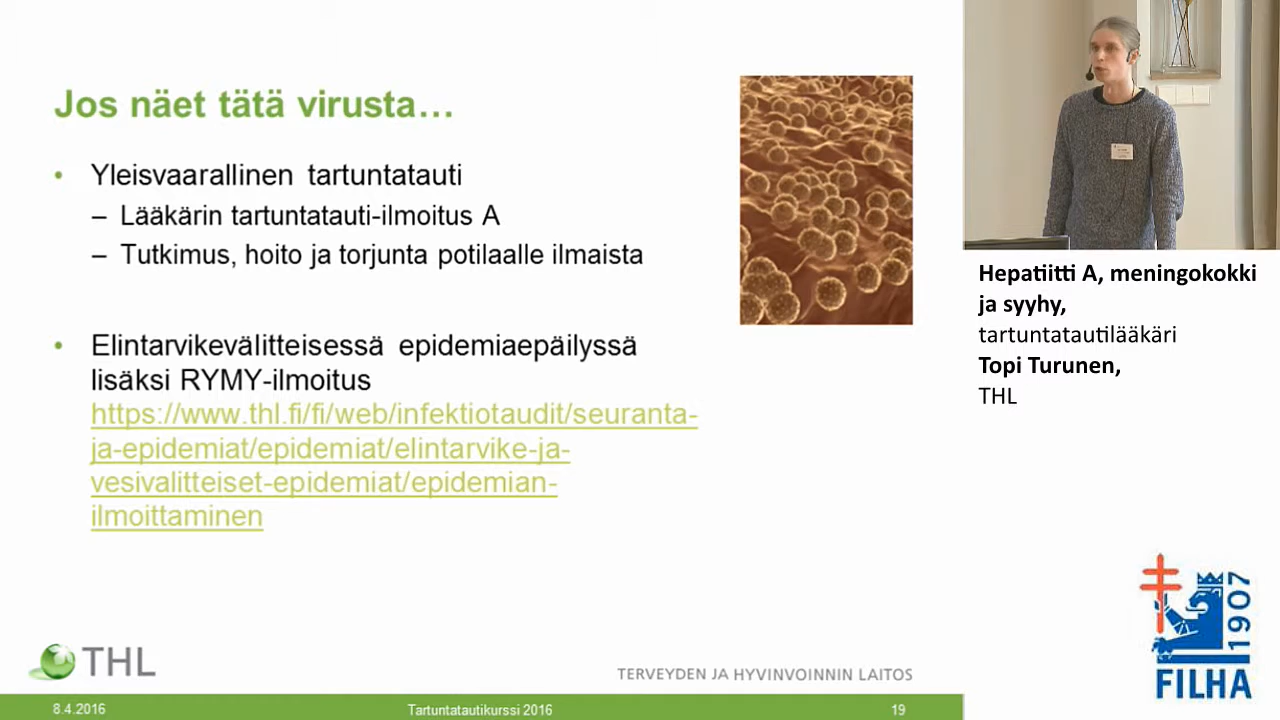 Jos näet tätä virusta…
• Yleisvaarallinen tartuntatauti
– Lääkärin tartuntatauti-ilmoitus A
– Tutkimus, hoito ja torjunta potilaalle ilmaista
• Elintarvikevälitteisessä epidemiaepäilyssä
lisäksi RYMY-ilmoitus
https://www.thl.fi/fi/web/infektiotaudit/seuranta-
ja-epidemiat/epidemiat/elintarvike-ja-
vesivalitteiset-epidemiat/epidemian-
ilmoittaminen
THL
TERVEYDEN JA HYVINVOINNIN LAITOS
8.4.2016
Tartuntatautikurssi 2016
19
Hepatiitti A, meningokokki
ja syyhy,
tartuntatautilääkäri
Topi Turunen,
THL
1907
FILHA